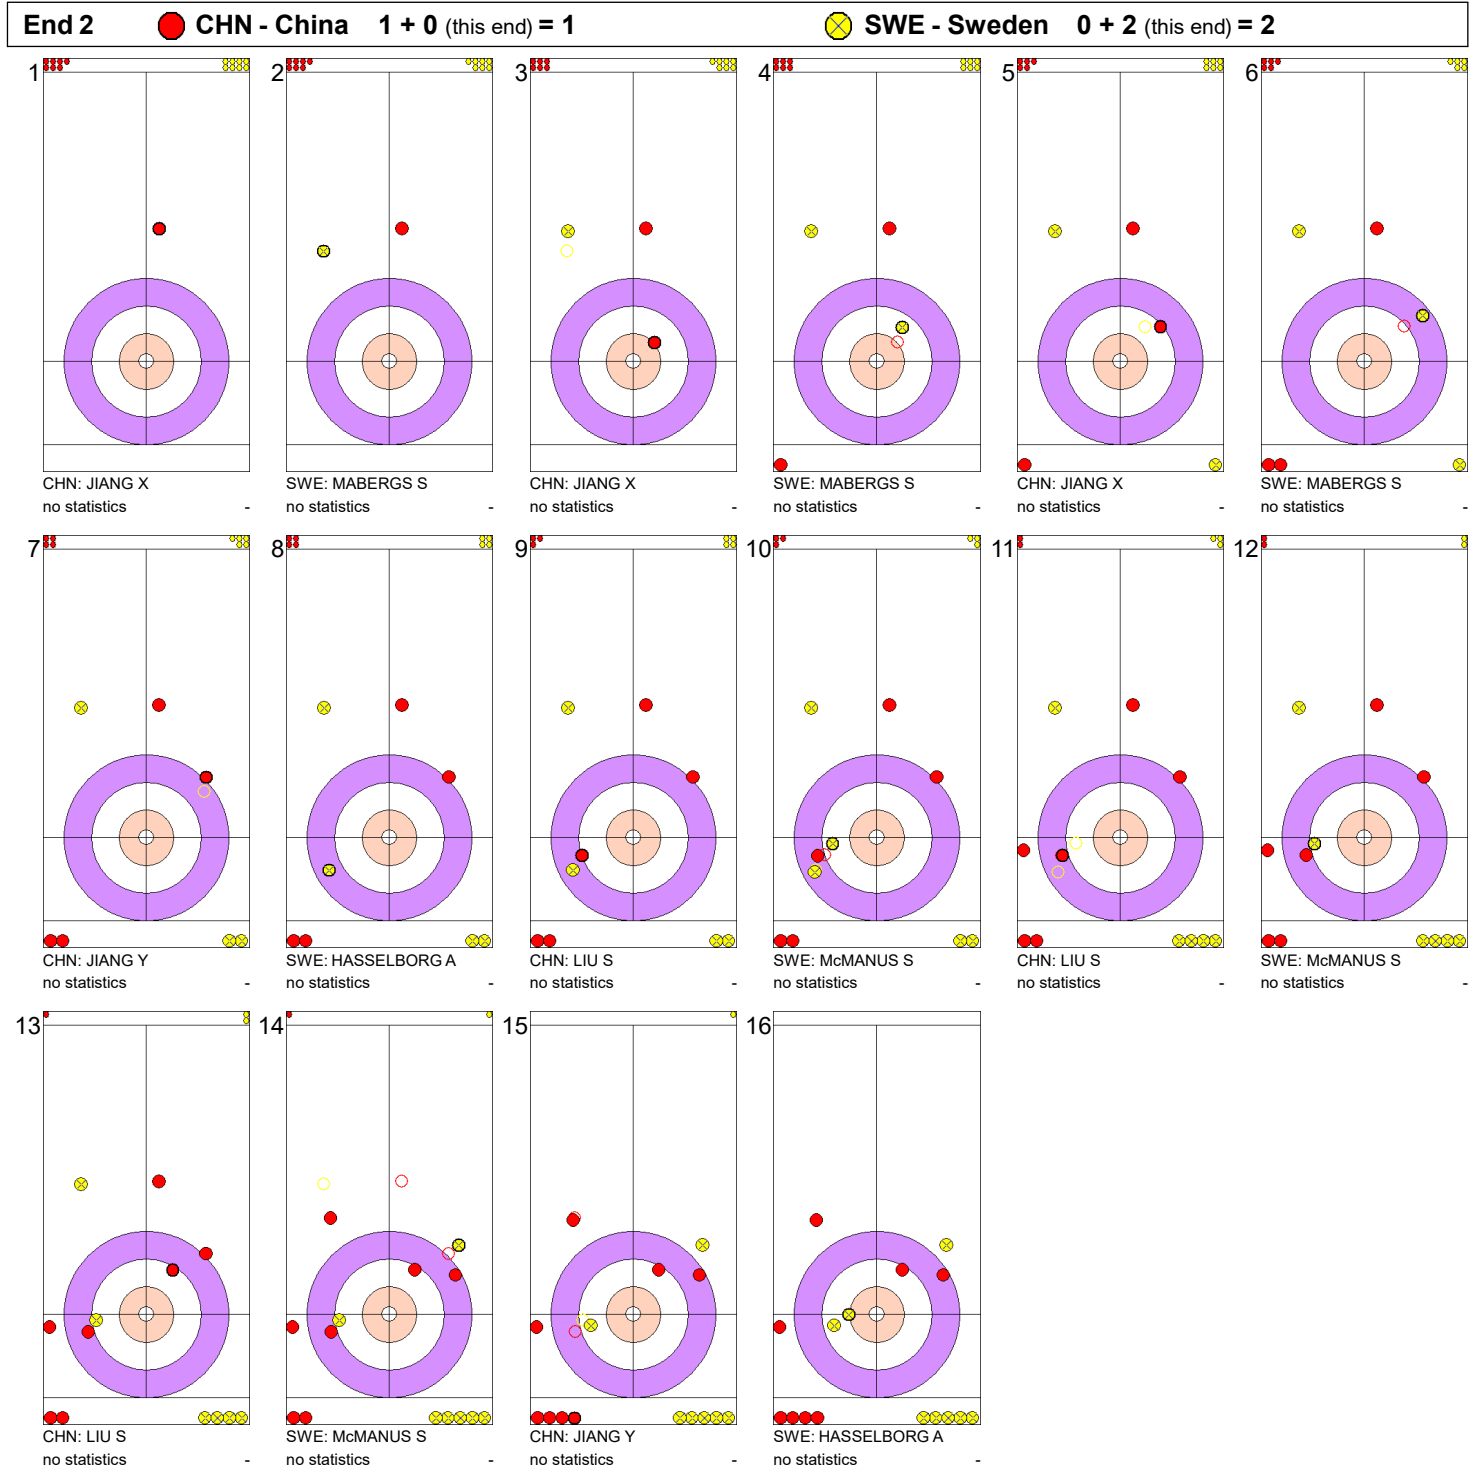 End 2 CHN - China 1 + 0 (this end) = 1 SWE - Sweden 0 + 2 (this end) = 2
1 2 3 4 5 6
CHN: JIANG X SWE: MABERGS S CHN: JIANG X SWE: MABERGS S CHN: JIANG X SWE: MABERGS S
no statistics - no statistics - no statistics - no statistics - no statistics - no statistics -
7 8 9 10 11 12
CHN: JIANG Y SWE: HASSELBORG A CHN: LIU S SWE: McMANUS S CHN: LIU S SWE: McMANUS S
no statistics - no statistics - no statistics - no statistics - no statistics - no statistics -
13 14 15 16
CHN: LIU S SWE: McMANUS S CHN: JIANG Y SWE: HASSELBORG A
no statistics - no statistics - no statistics - no statistics -